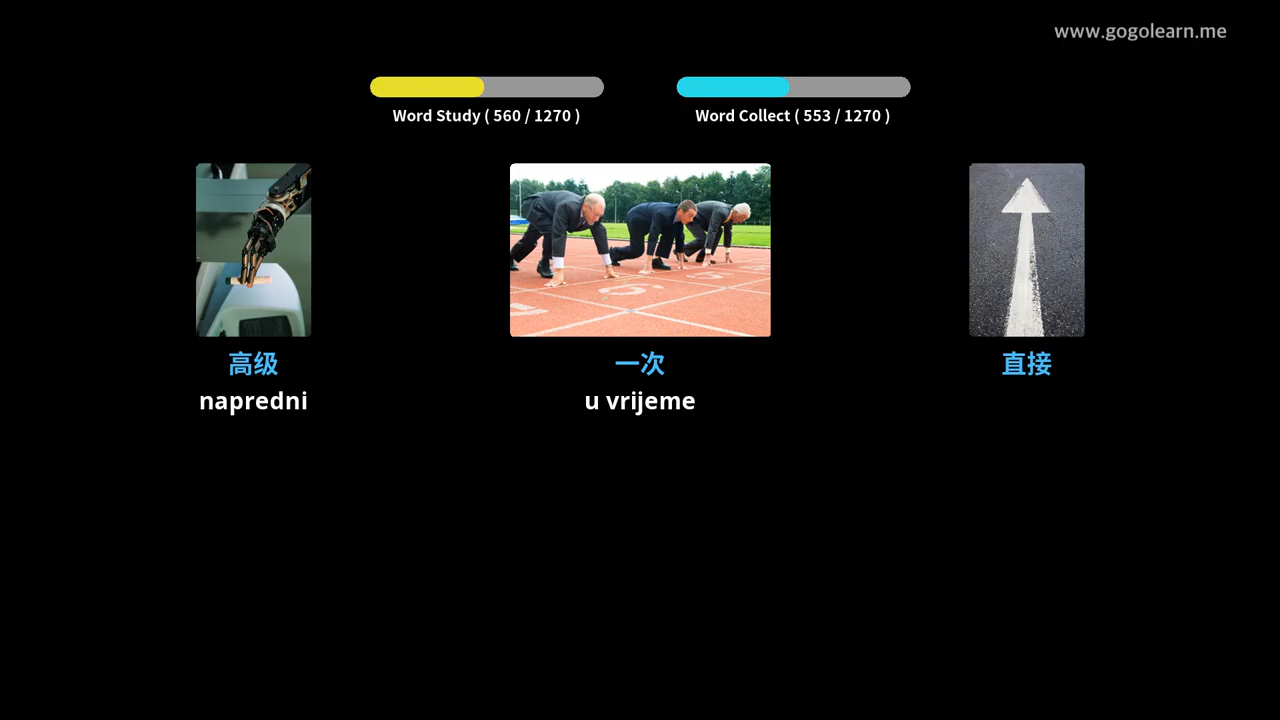 www.gogolearn.me
Word Study ( 560 / 1270 )
Word Collect ( 553 / 1270 )
高级
napredni
一次
u vrijeme
直接